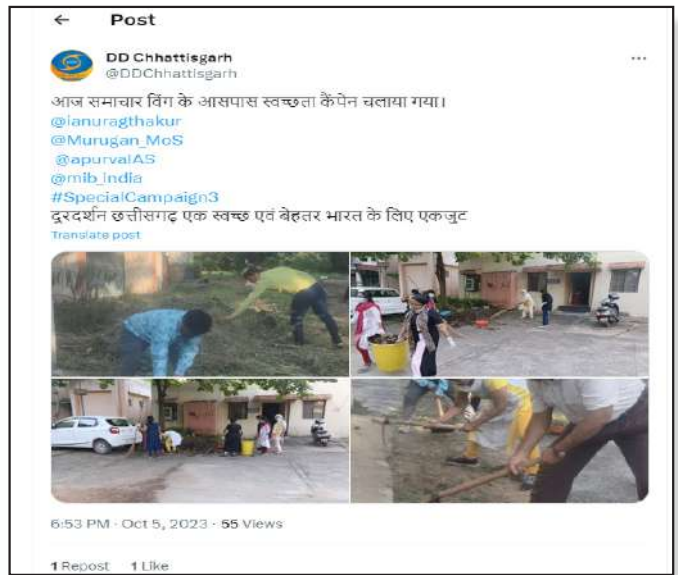 ← Post
DD Chhattisgarh
@DDChhattisgarh
आज समाचार विंग के आसपास स्वच्छता कैंपेन चलाया गया।
@ianuragthakur
@Murugan_MoS
@apurvaIAS
@mib_india
#SpecialCampaign3
दूरदर्शन छत्तीसगढ़ एक स्वच्छ एवं बेहतर भारत के लिए एकजुट
Translate post
6:53 PM · Oct 5, 2023 · 55 Views
1 Repost 1 Like